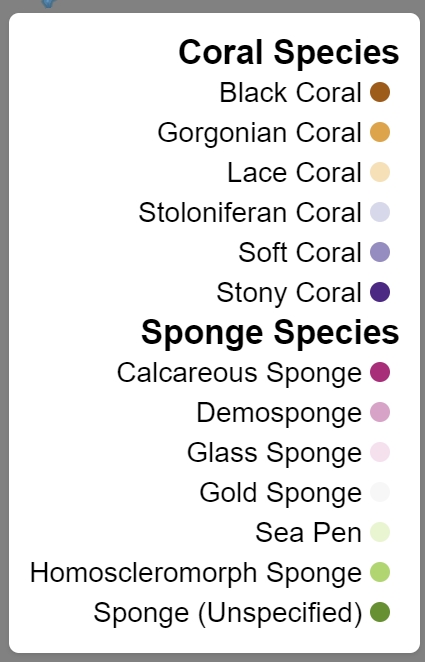 Coral Species
Black Coral
Gorgonian Coral
Lace Coral
Stoloniferan Coral
Soft Coral
Stony Coral
Sponge Species
Calcareous Sponge
Demosponge
Glass Sponge
Gold Sponge
Sea Pen
Homoscleromorph Sponge
Sponge (Unspecified)